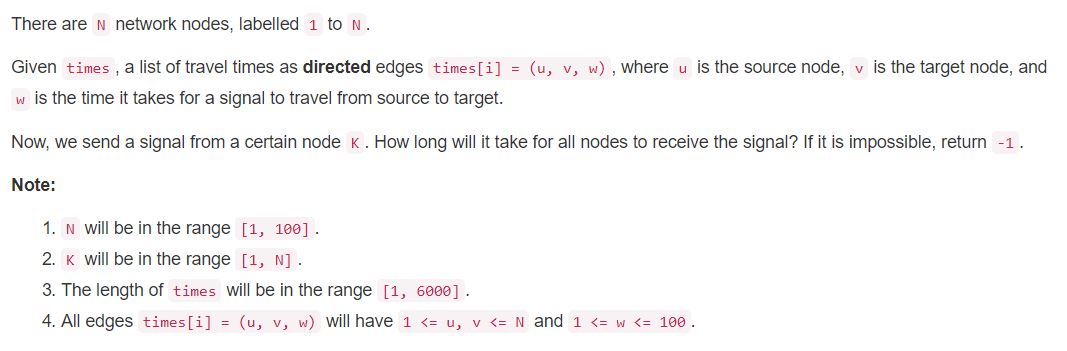 There are N network nodes, labelled 1 to N.
Given times, a list of travel times as directed edges times[i] = (u, v, w), where u is the source node, v is the target node, and
w is the time it takes for a signal to travel from source to target.
Now, we send a signal from a certain node K. How long will it take for all nodes to receive the signal? If it is impossible, return -1.
Note:
1. N will be in the range [1, 100].
2. K will be in the range [1, N].
3. The length of times will be in the range [1, 6000].
4. All edges times[i] = (u, v, w) will have 1 <= u, v <= N and 1 <= w <= 100.